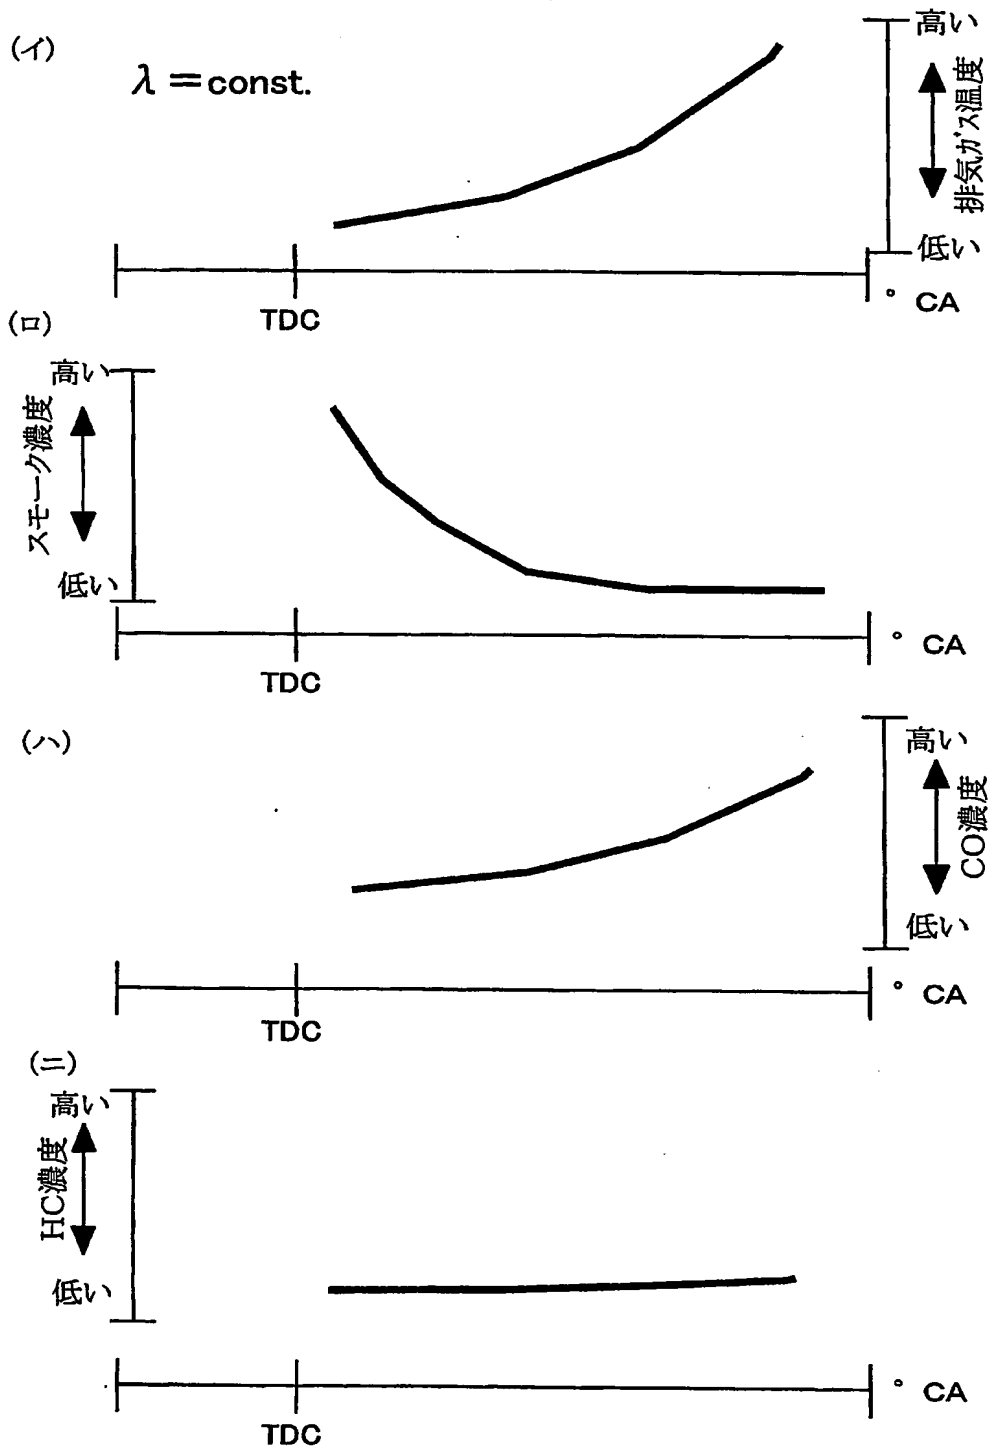 (イ)
λ=const.
高い
排気ガス温度
低い
TDC
° CA
(ロ)
高い
スモーク濃度
低い
TDC
° CA
(ハ)
高い
CO濃度
低い
TDC
° CA
(ニ)
高い
HC濃度
低い
TDC
° CA